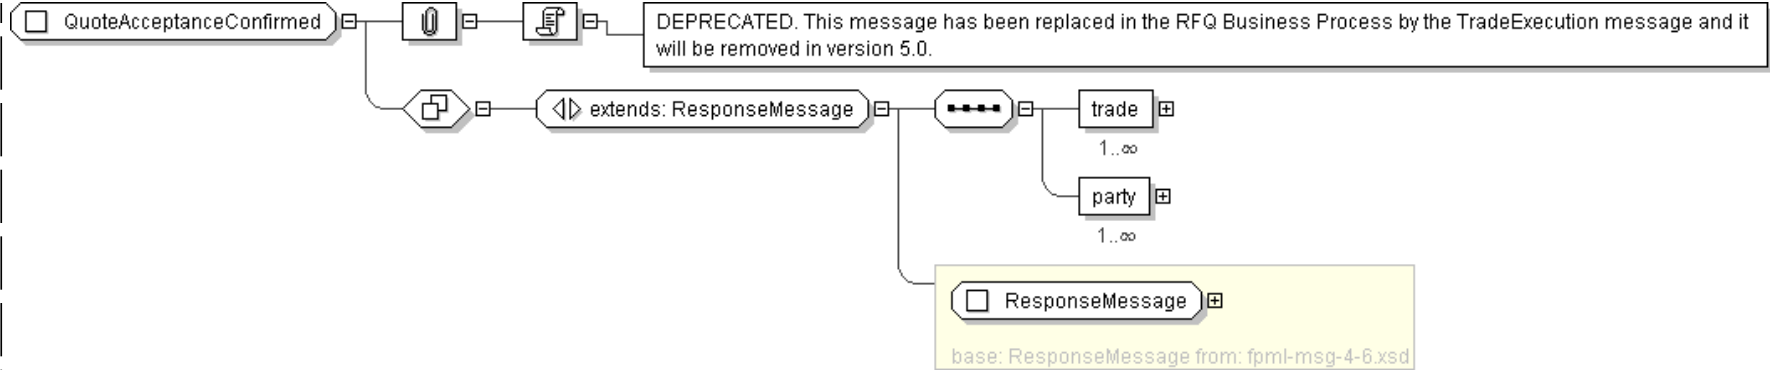 QuoteAcceptanceConfirmed
DEPRECATED. This message has been replaced in the RFQ Business Process by the TradeExecution message and it
will be removed in version 5.0.
extends: ResponseMessage
trade
1..∞
party
1..∞
ResponseMessage
base: ResponseMessage from: fpml-msg-4-6.xsd